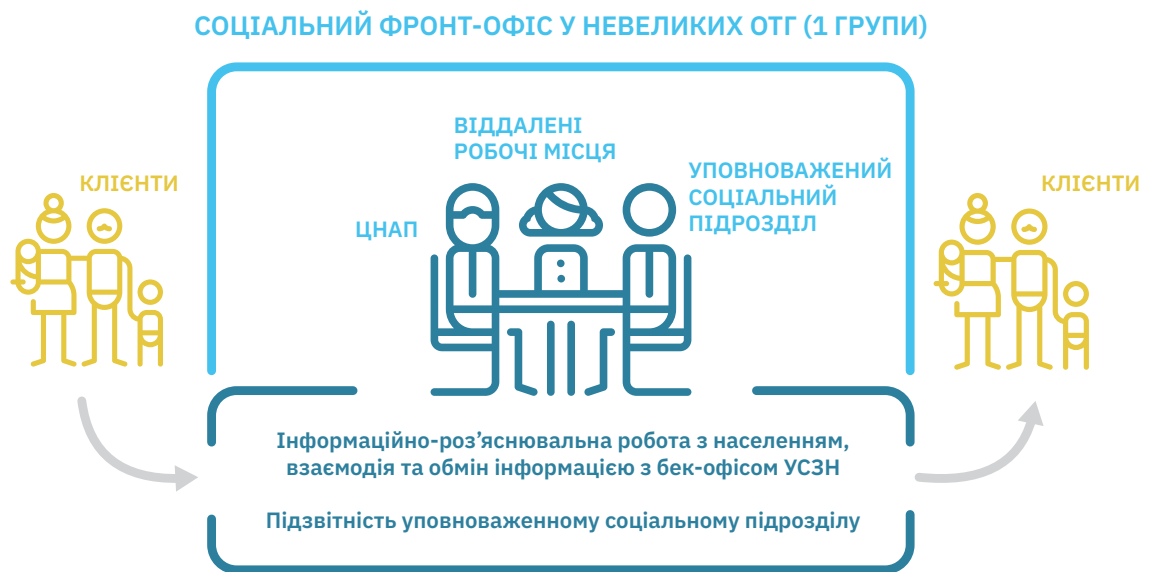 СОЦІАЛЬНИЙ ФРОНТ-ОФІС У НЕВЕЛИКИХ ОТГ (1 ГРУПИ)
КЛІЄНТИ
ЦНАП
ВІДДАЛЕНІ
РОБОЧІ МІСЦЯ
УПОВНОВАЖЕНИЙ
СОЦІАЛЬНИЙ
ПІДРОЗДІЛ
КЛІЄНТИ
Інформаційно-роз’яснювальна робота з населенням,
взаємодія та обмін інформацією з бек-офісом УСЗН
Підзвітність уповноваженному соціальному підрозділу